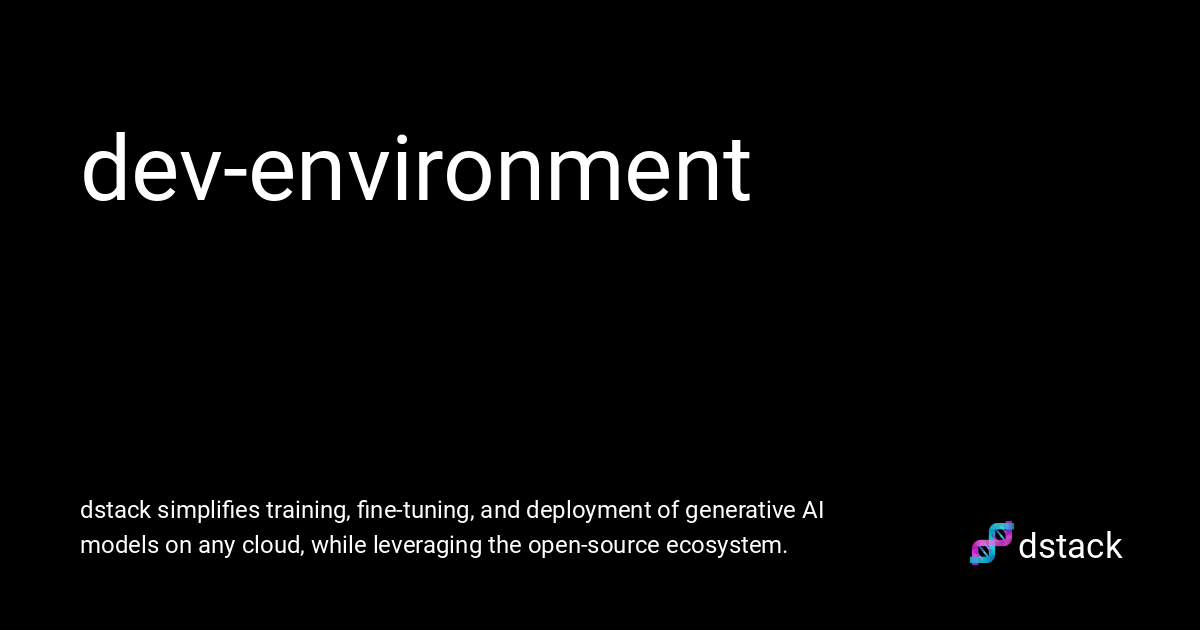 dev-environment
dstack simplifies training, fine-tuning, and deployment of generative AI
models on any cloud, while leveraging the open-source ecosystem.
dstack